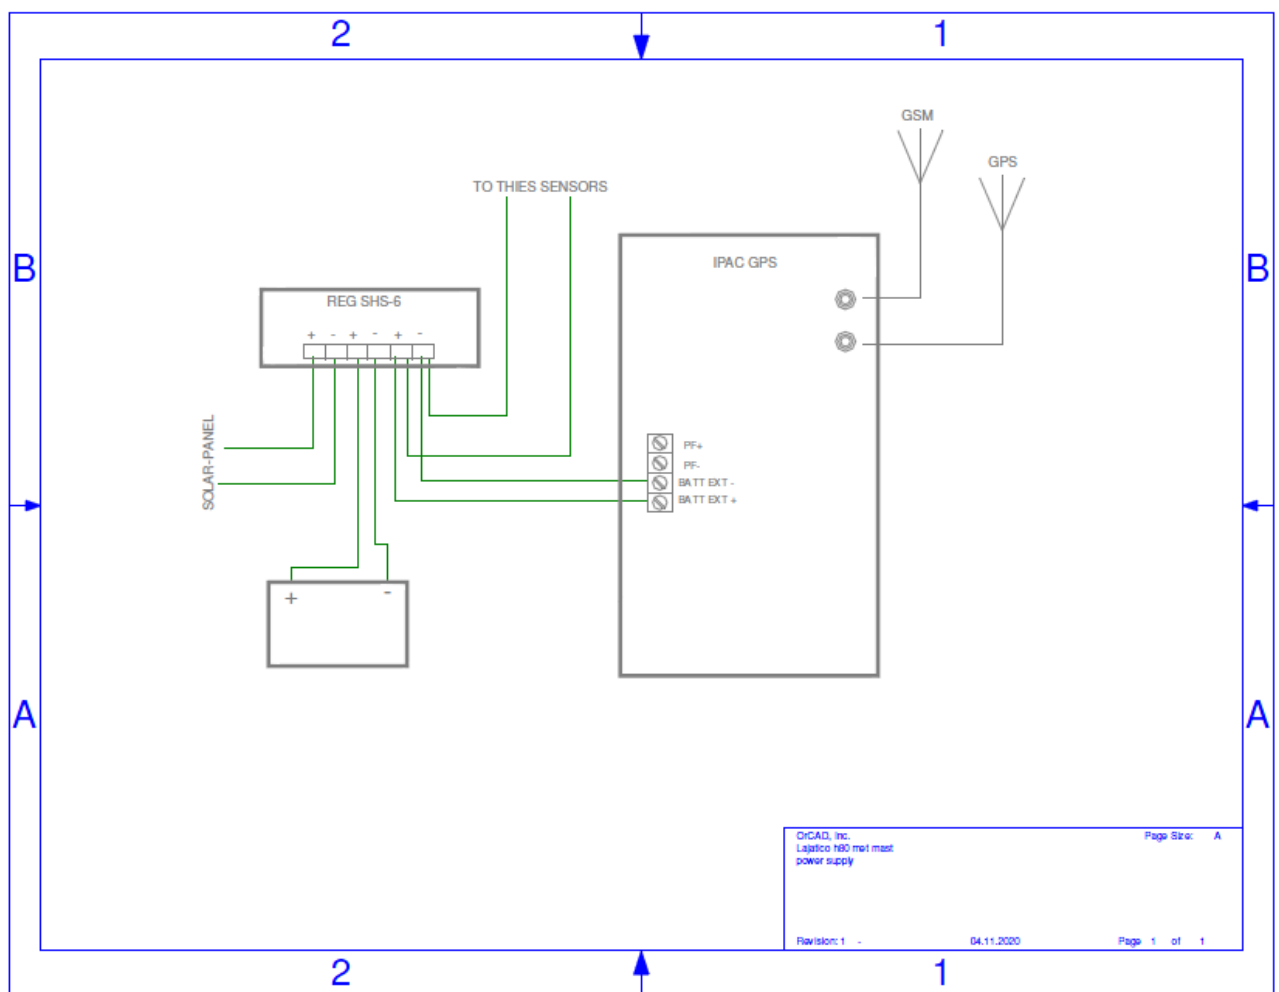 2 1
GSM
GPS
TO THIES SENSORS
B B
IPAC GPS
REG SHS-6
+ - + - + -
SOLAR-PANEL
PF+
PF-
BATT EXT -
BATT EXT +
+ -
A A
OrCAD, Inc. Page Size: A
Lajatico h80 met mast
power supply
Revision: 1 - 04.11.2020 Page 1 of 1
2 1